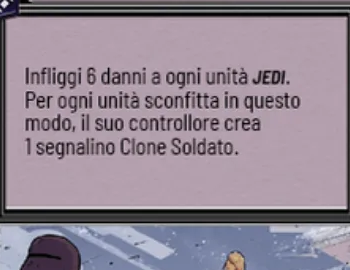 Infliggi 6 danni a ogni unità JEDI.
Per ogni unità sconfitta in questo
modo, il suo controllore crea
1 segnalino Clone Soldato.